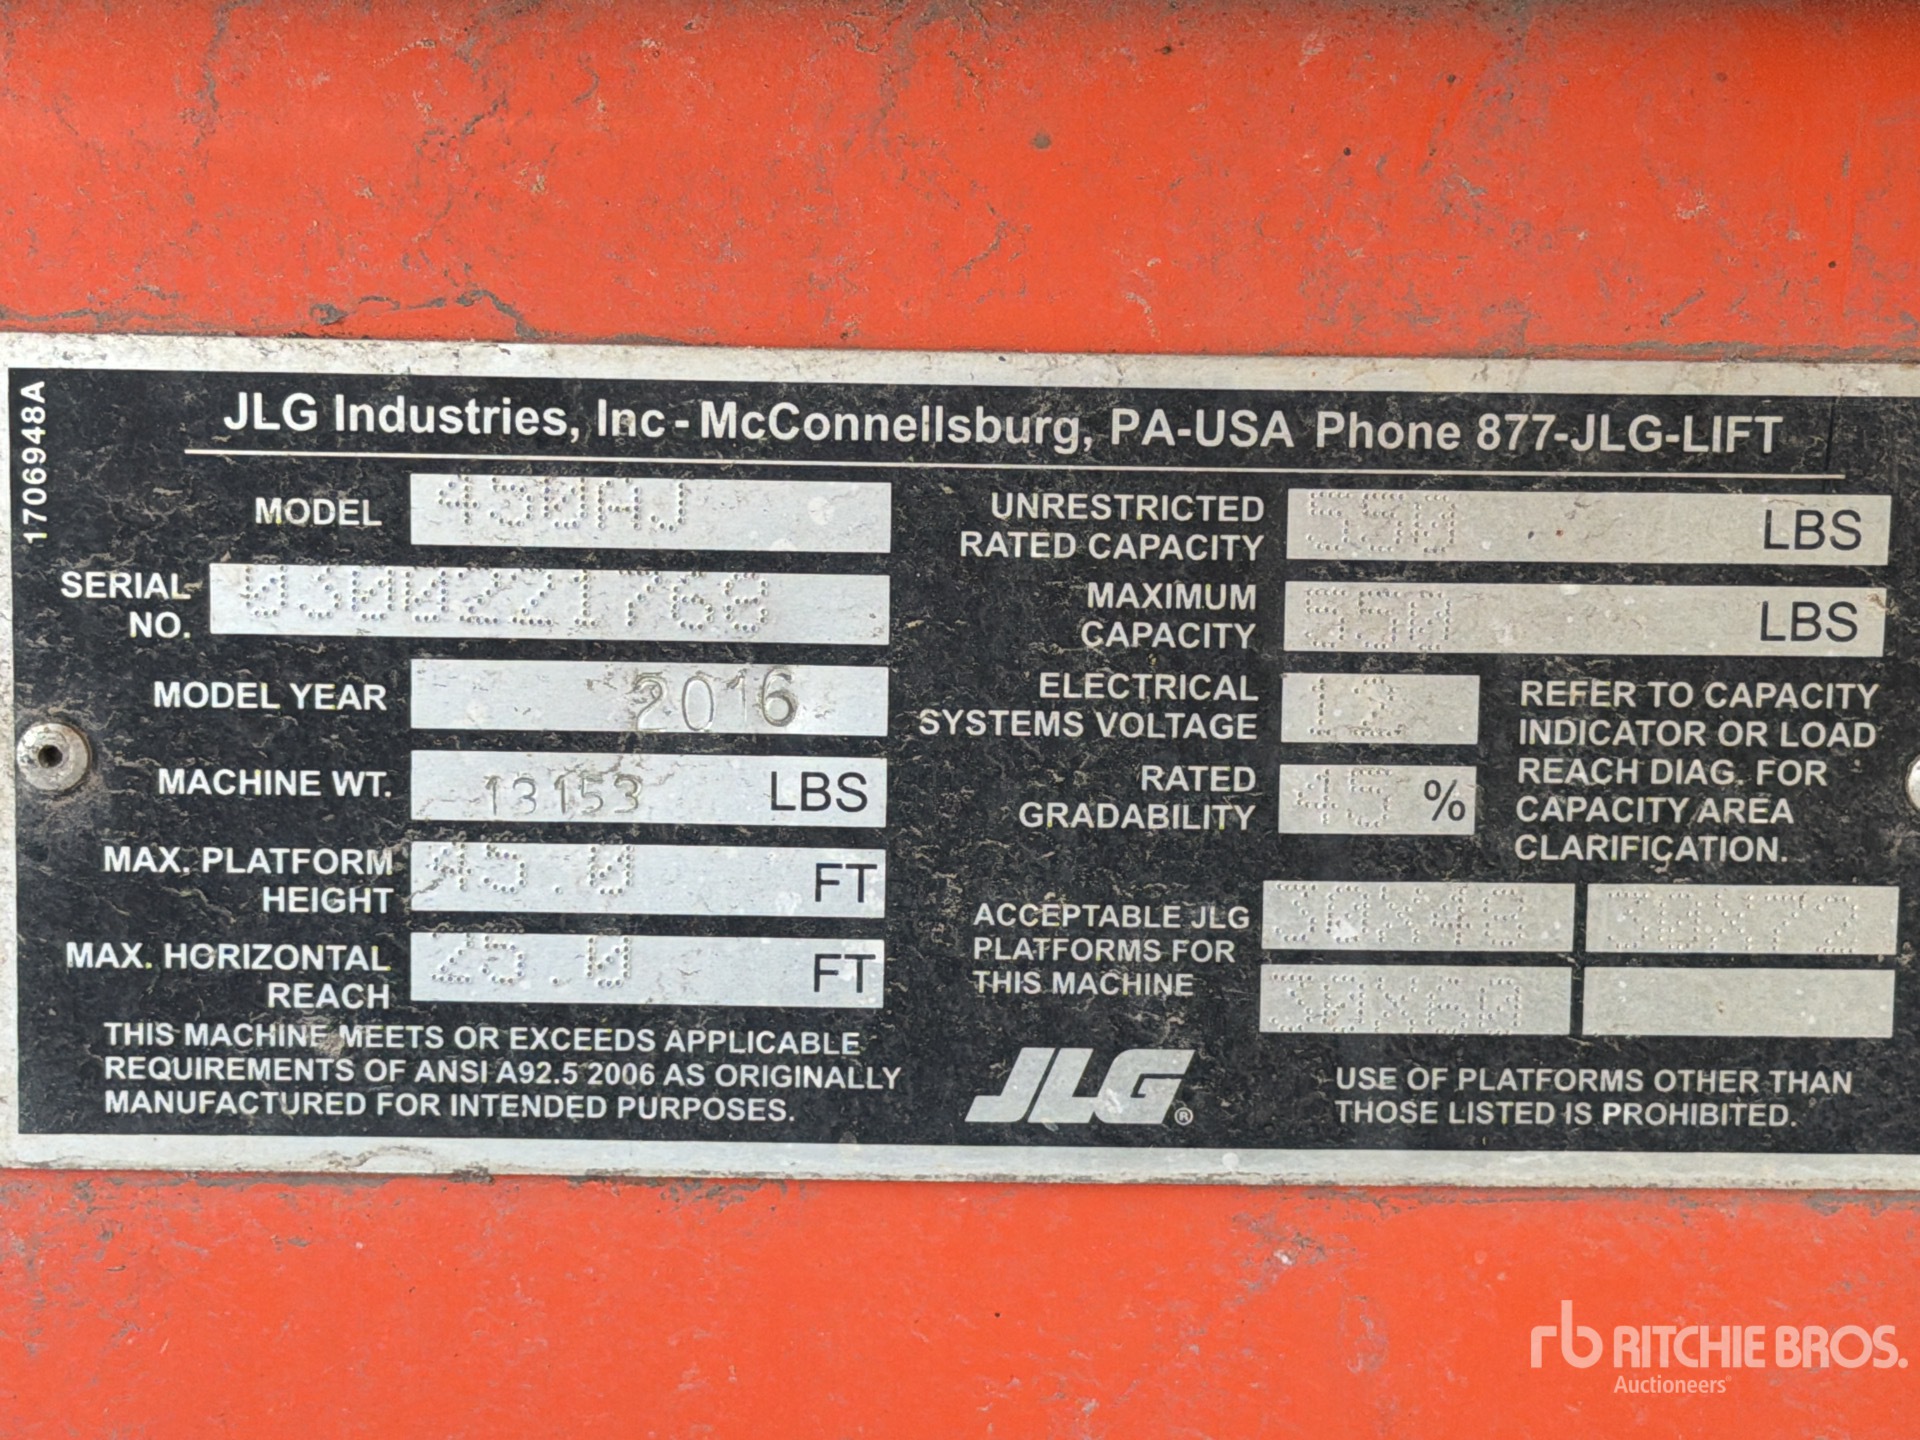 1706948A
JLG Industries, Inc - McConnellsburg, PA-USA Phone 877-JLG-LIFT
MODEL 450AJ
SERIAL NO. 0300221768
MODEL YEAR 2016
MACHINE WT. 13153 LBS
MAX. PLATFORM HEIGHT 45.0 FT
MAX. HORIZONTAL REACH 25.0 FT
THIS MACHINE MEETS OR EXCEEDS APPLICABLE
REQUIREMENTS OF ANSI A92.5 2006 AS ORIGINALLY
MANUFACTURED FOR INTENDED PURPOSES.
UNRESTRICTED RATED CAPACITY 550 LBS
MAXIMUM CAPACITY 550 LBS
ELECTRICAL SYSTEMS VOLTAGE 12
RATED GRADABILITY 45 %
REFER TO CAPACITY
INDICATOR OR LOAD
REACH DIAG. FOR
CAPACITY AREA
CLARIFICATION.
ACCEPTABLE JLG
PLATFORMS FOR
THIS MACHINE
30X48 30X72
30X60
JLG®
USE OF PLATFORMS OTHER THAN
THOSE LISTED IS PROHIBITED.
rb RITCHIE BROS.
Auctioneers